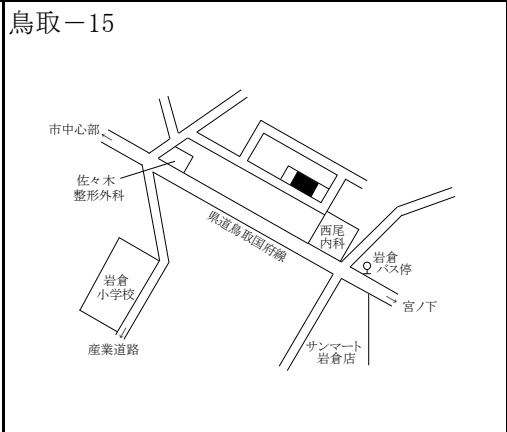 鳥取－15
市中心部
佐々木
整形外科
県道鳥取国府線
西尾
内科
岩倉
バス停
宮ノ下
岩倉
小学校
サンマート
岩倉店
産業道路